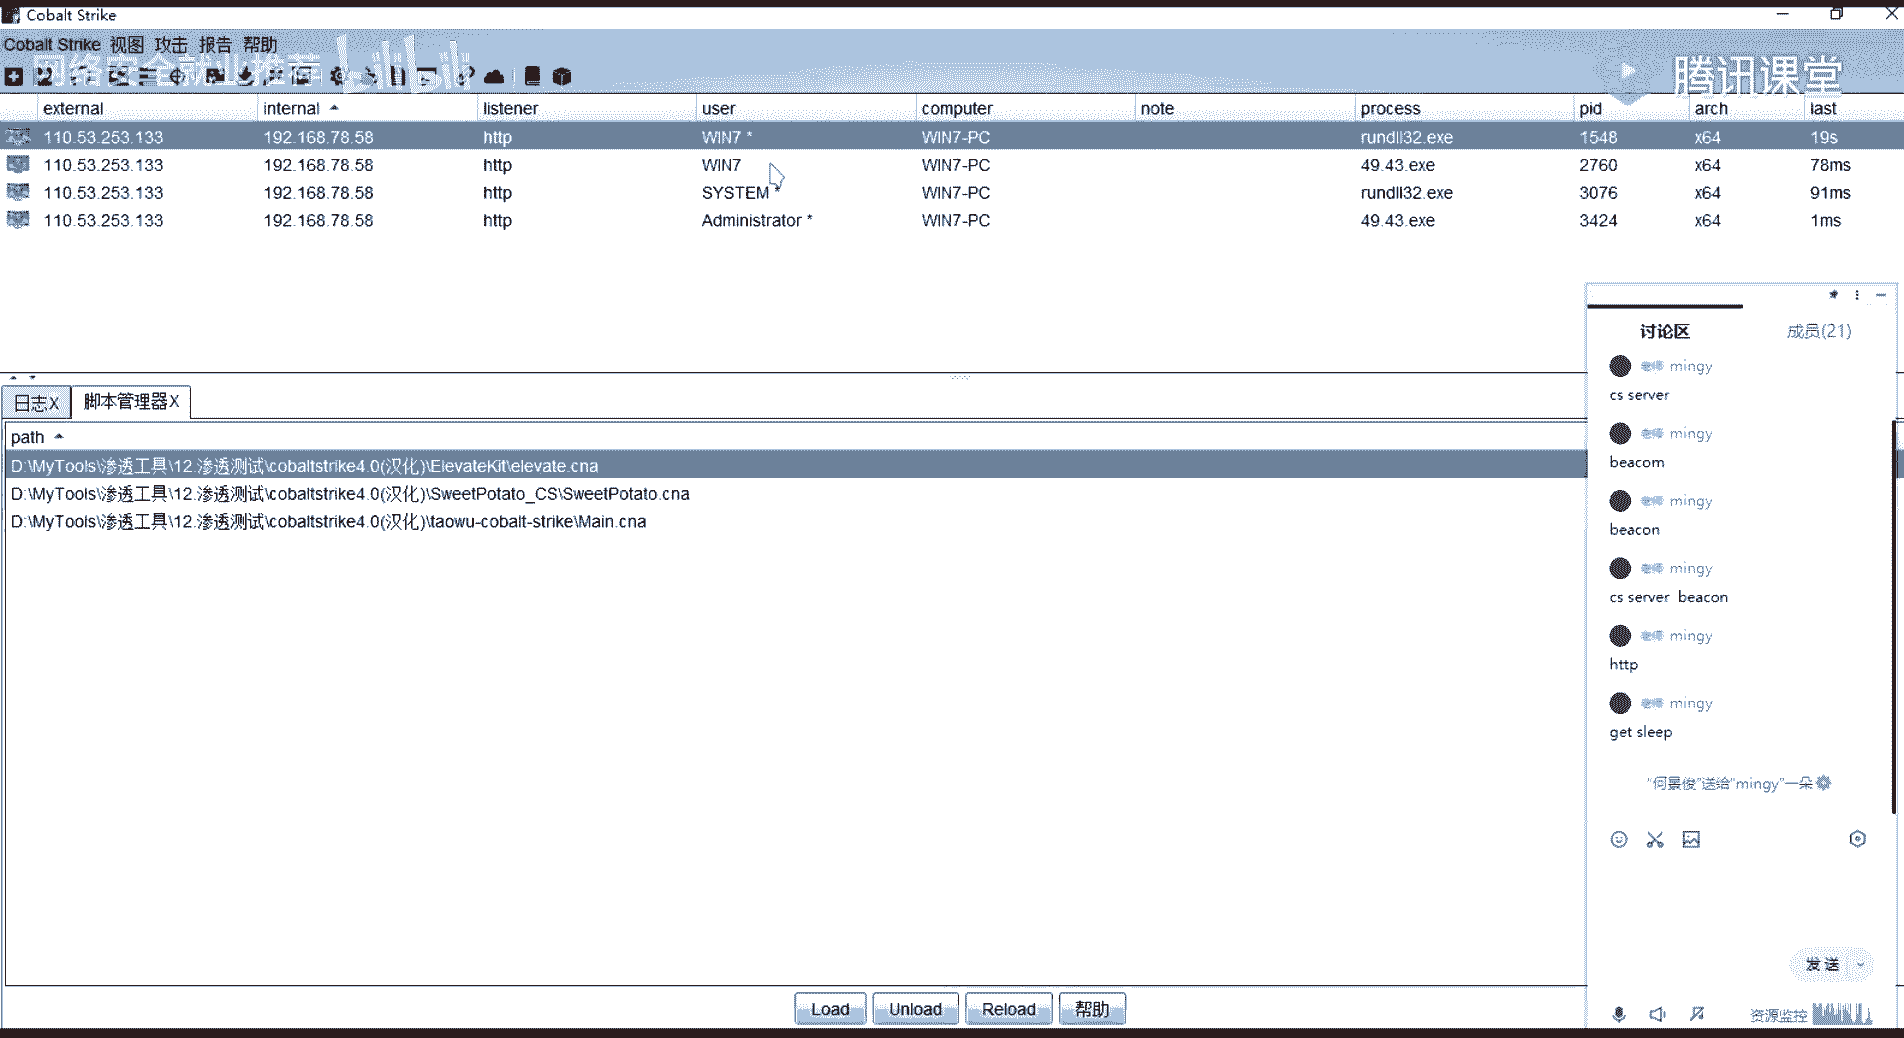 Cobalt Strike
Cobalt Strike 视图 攻击 报告 帮助
网络安全就业推荐
腾讯课堂
external internal listener user computer note process pid arch last
110.53.253.133 192.168.78.58 http WIN7 * WIN7-PC rundll32.exe 1548 x64 19s
110.53.253.133 192.168.78.58 http WIN7 WIN7-PC 49.43.exe 2760 x64 78ms
110.53.253.133 192.168.78.58 http SYSTEM * WIN7-PC rundll32.exe 3076 x64 91ms
110.53.253.133 192.168.78.58 http Administrator * WIN7-PC 49.43.exe 3424 x64 1ms
日志X 脚本管理器X
path
D:\MyTools\渗透工具\12.渗透测试\cobaltstrike4.0(汉化)\ElevateKit\elevate.cna
D:\MyTools\渗透工具\12.渗透测试\cobaltstrike4.0(汉化)\SweetPotato_CS\SweetPotato.cna
D:\MyTools\渗透工具\12.渗透测试\cobaltstrike4.0(汉化)\taowu-cobalt-strike\Main.cna
Load Unload Reload 帮助
讨论区 成员(21)
mingy
cs server
mingy
beacom
mingy
beacon
mingy
cs server beacon
mingy
http
mingy
get sleep
"何景俊"送给"mingy"一朵
发送
资源监控